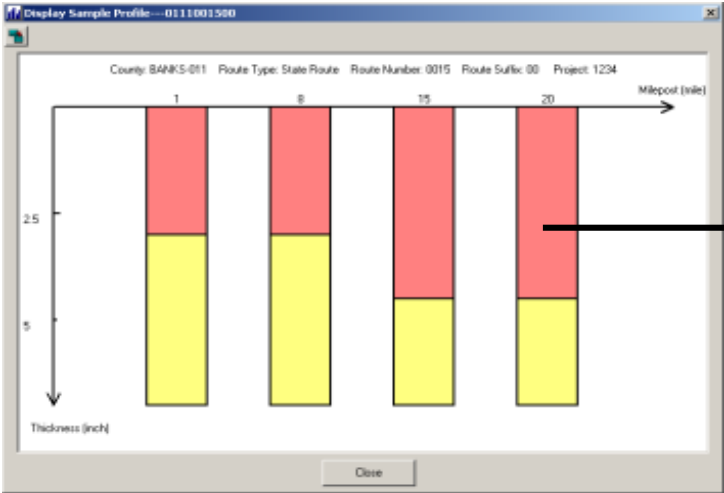 Display Sample Profile---0111001500
County: BANKS-011 Route Type: State Route Route Number: 0015 Route Suffix: 00 Project: 1234
Milepost (mile)
1 8 15 20
2.5
5
Thickness (inch)
Close